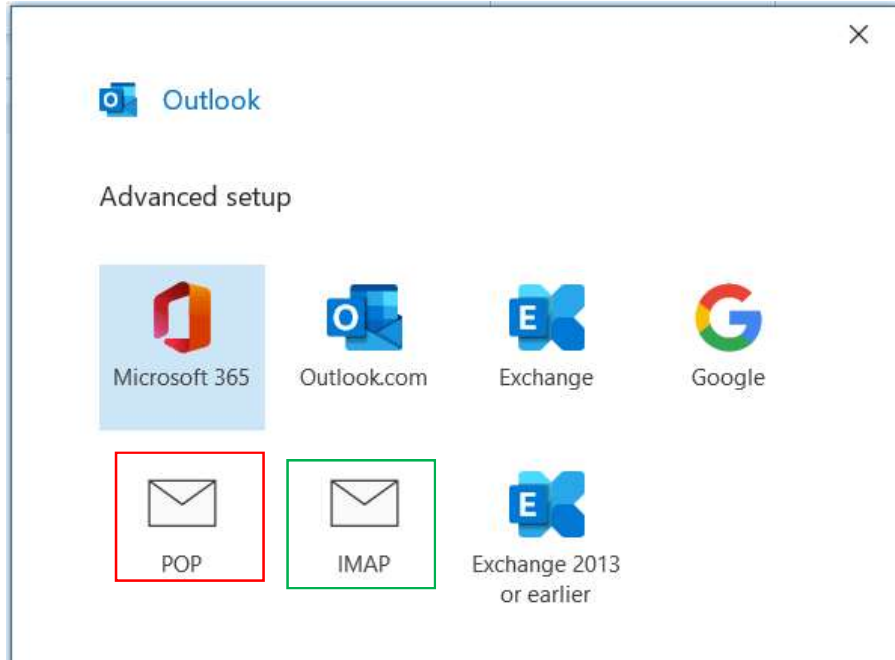 Outlook
Advanced setup
Microsoft 365
Outlook.com
Exchange
Google
POP
IMAP
Exchange 2013
or earlier